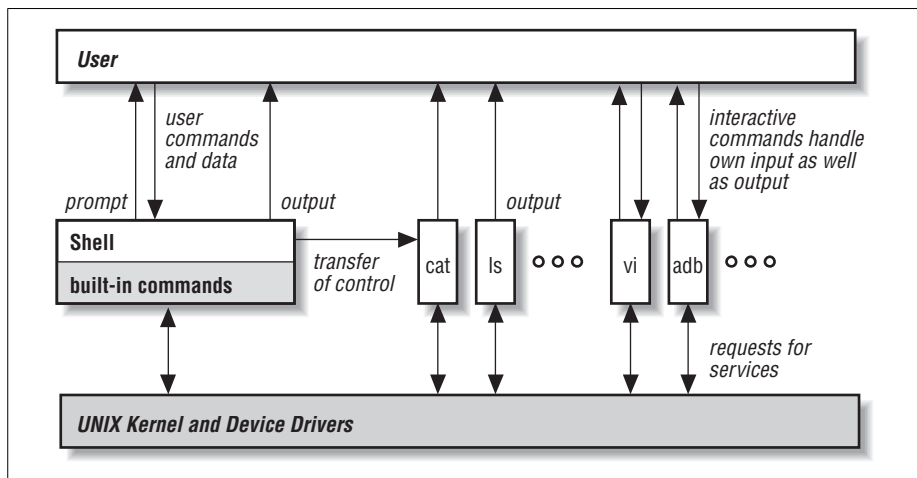 User
user
commands
and data
interactive
commands handle
own input as well
as output
prompt
output
output
Shell
built-in commands
transfer
of control
cat
ls
vi
adb
requests for
services
UNIX Kernel and Device Drivers